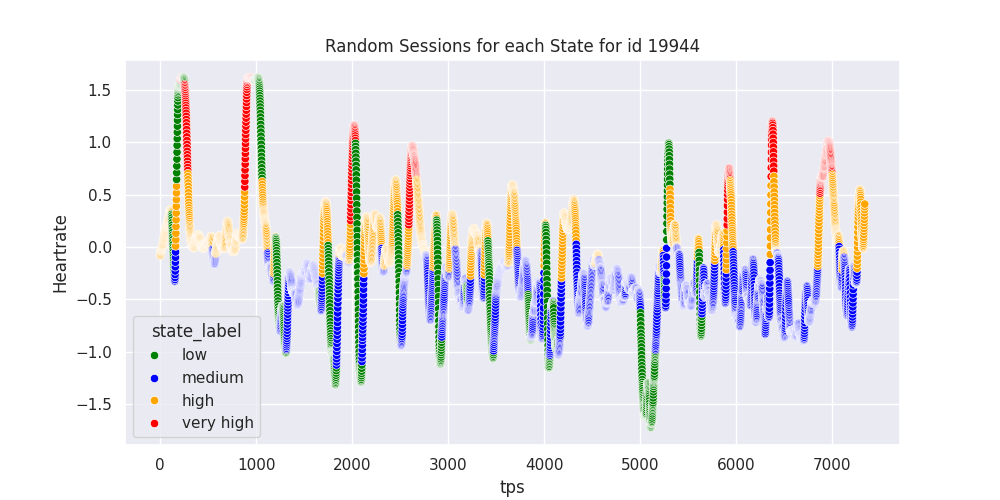 Random Sessions for each State for id 19944
Heartrate
1.5
1.0
0.5
0.0
−0.5
−1.0
−1.5
state_label
low
medium
high
very high
0 1000 2000 3000 4000 5000 6000 7000
tps